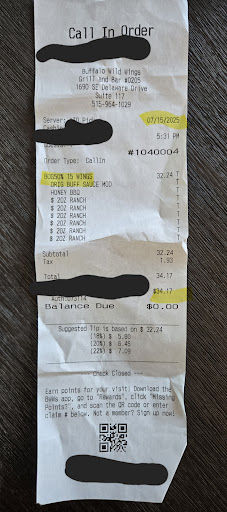 Call In Order
Buffalo Wild Wings
Grill and Bar #0205
1690 SE Delaware Drive
Suite 117
515-964-1029
Server: 07/15/2025
5:31 PM
#1040004
Order Type: Callin
BOGO50% 15 WINGS 32.24 T
ORIG BUFF SAUCE MOD T
HONEY BBQ T
$ 2OZ RANCH T
$ 2OZ RANCH T
$ 2OZ RANCH T
$ 2OZ RANCH T
$ 2OZ RANCH T
$ 2OZ RANCH T
Subtotal 32.24
Tax 1.93
Total 34.17
$34.17
Balance Due $0.00
Suggested Tip is based on $ 32.24
(18%) $ 5.80
(20%) $ 6.45
(22%) $ 7.09
--- Check Closed ---
Earn points for your visit! Download the
BWWs app, go to "Rewards", click "Missing
Points?", and scan the QR code or enter
claim # below. Not a member? Sign up now!